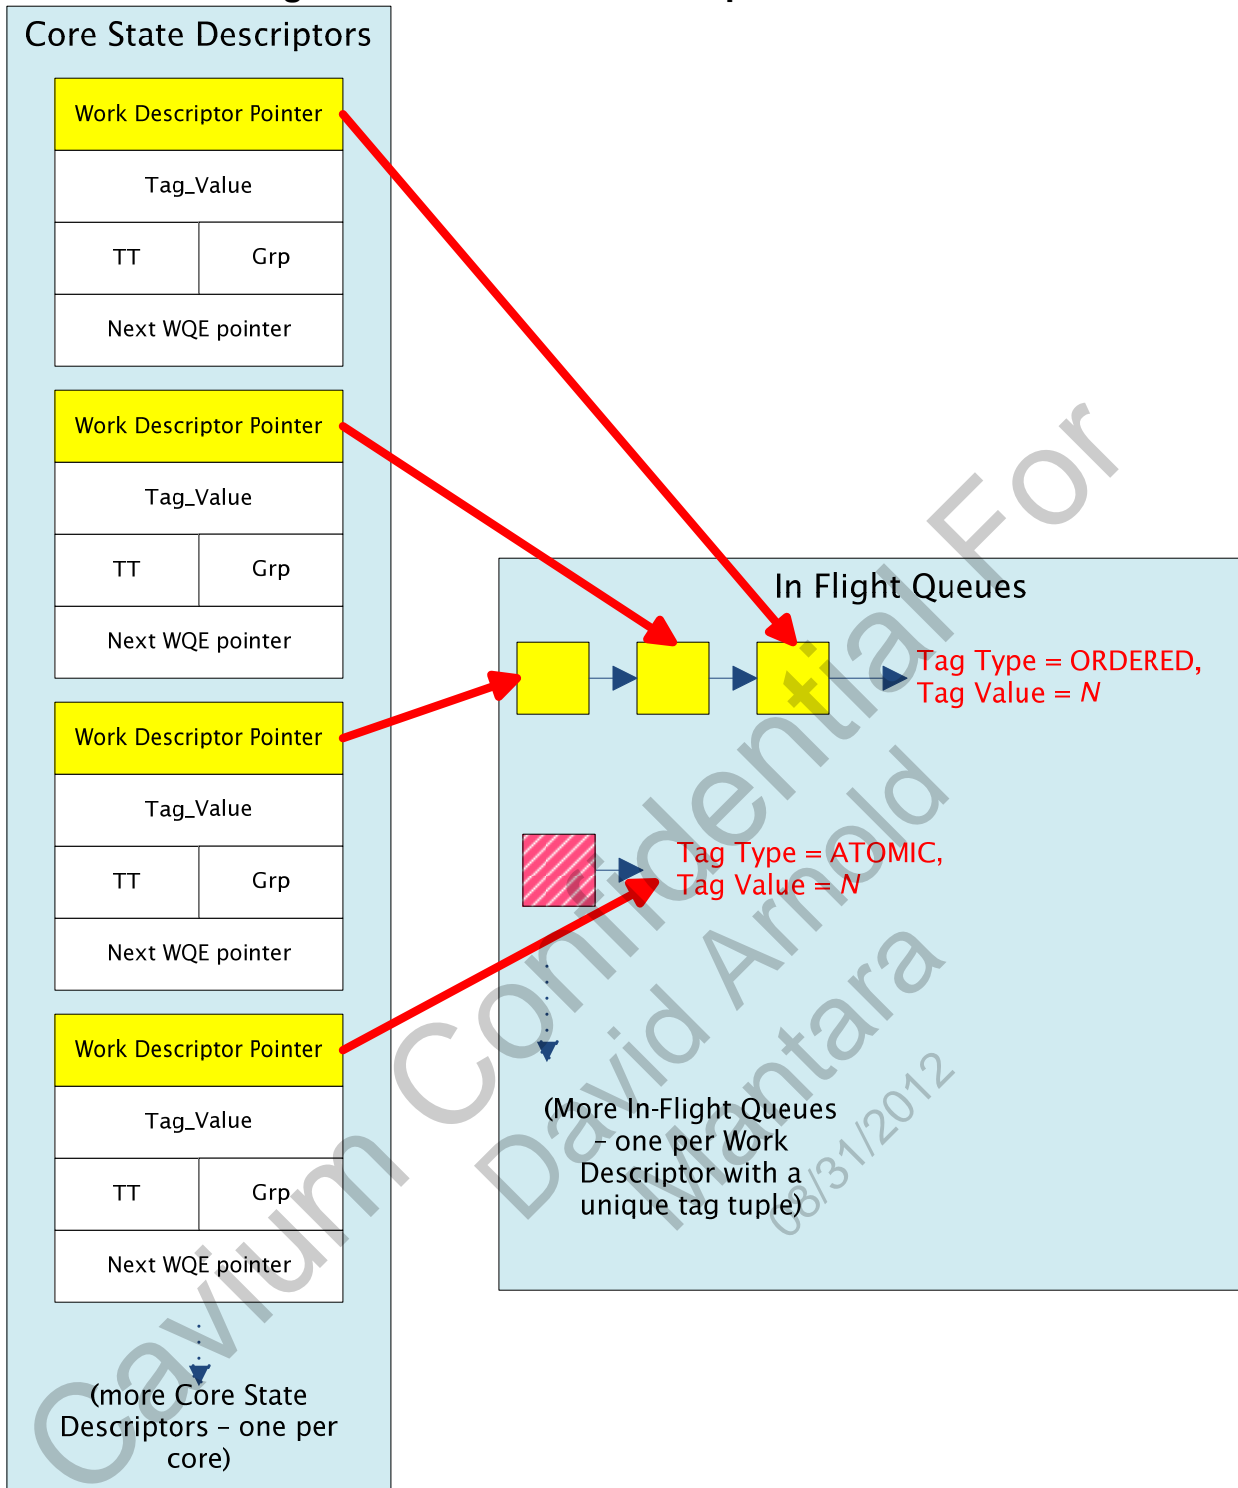 Core State Descriptors
Work Descriptor Pointer
Tag_Value
TT
Grp
Next WQE pointer
Work Descriptor Pointer
Tag_Value
TT
Grp
Next WQE pointer
Work Descriptor Pointer
Tag_Value
TT
Grp
Next WQE pointer
Work Descriptor Pointer
Tag_Value
TT
Grp
Next WQE pointer
(more Core State
Descriptors – one per
core)
In Flight Queues
Tag Type = ORDERED,
Tag Value = N
Tag Type = ATOMIC,
Tag Value = N
(More In-Flight Queues
– one per Work
Descriptor with a
unique tag tuple)
Cavium Confidential For
David Arnold
Mantara
08/31/2012